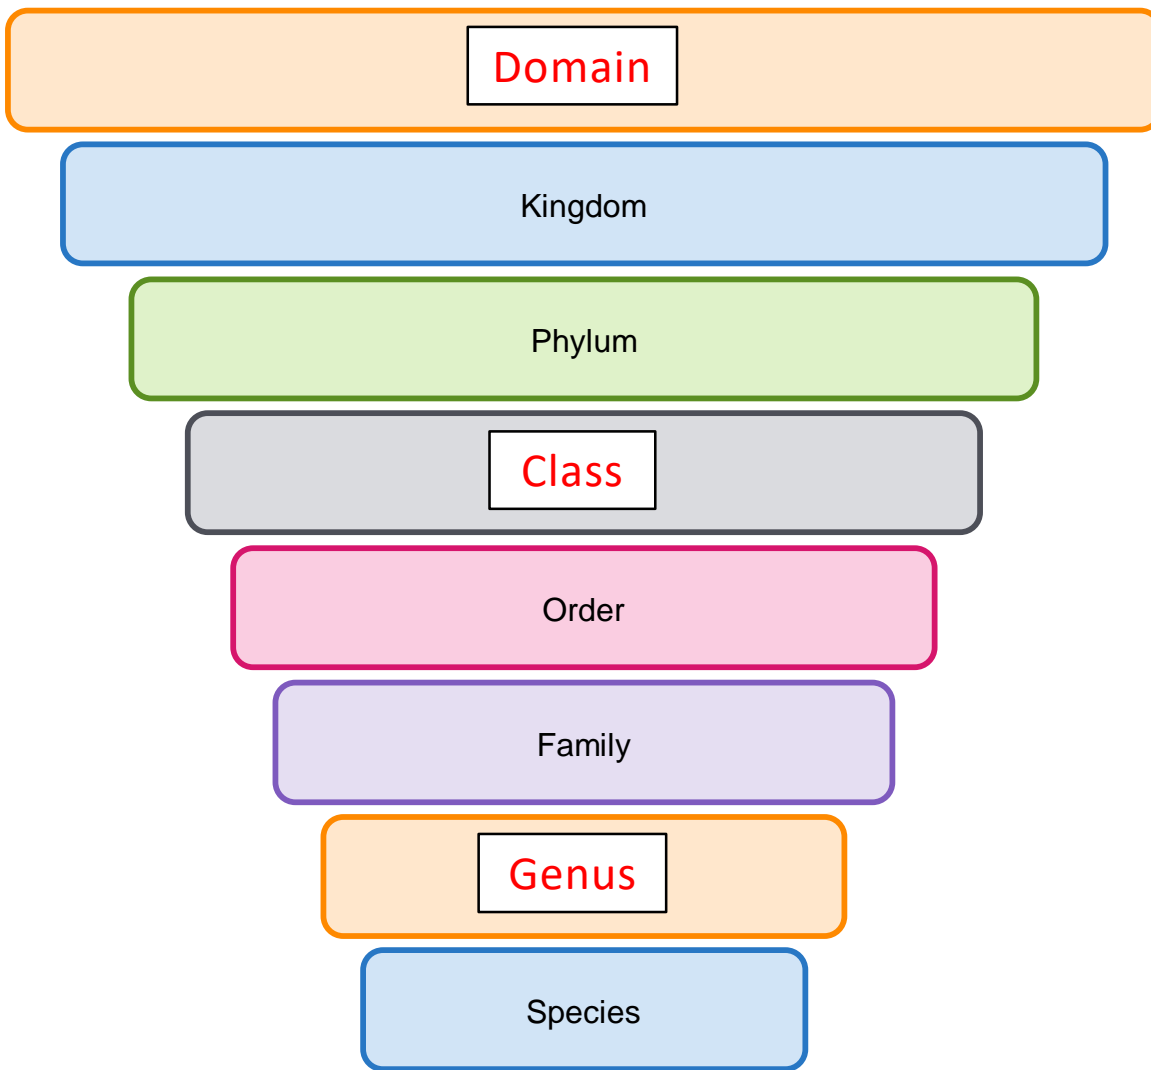 Domain
Kingdom
Phylum
Class
Order
Family
Genus
Species